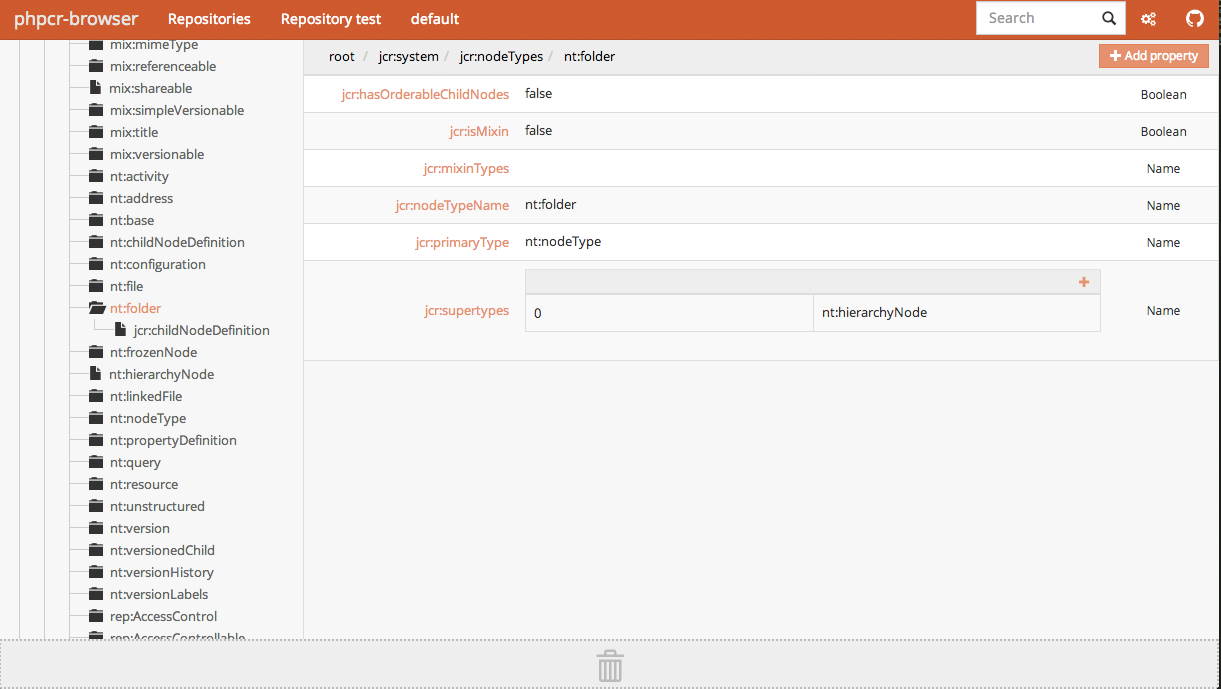 phpcr-browser Repositories Repository test default Search
mix:mimeType
mix:referenceable
mix:shareable
mix:simpleVersionable
mix:title
mix:versionable
nt:activity
nt:address
nt:base
nt:childNodeDefinition
nt:configuration
nt:file
nt:folder
jcr:childNodeDefinition
nt:frozenNode
nt:hierarchyNode
nt:linkedFile
nt:nodeType
nt:propertyDefinition
nt:query
nt:resource
nt:unstructured
nt:version
nt:versionedChild
nt:versionHistory
nt:versionLabels
rep:AccessControl
rep:AccessControllable
root / jcr:system / jcr:nodeTypes / nt:folder
+ Add property
jcr:hasOrderableChildNodes false Boolean
jcr:isMixin false Boolean
jcr:mixinTypes Name
jcr:nodeTypeName nt:folder Name
jcr:primaryType nt:nodeType Name
+
jcr:supertypes 0 nt:hierarchyNode Name